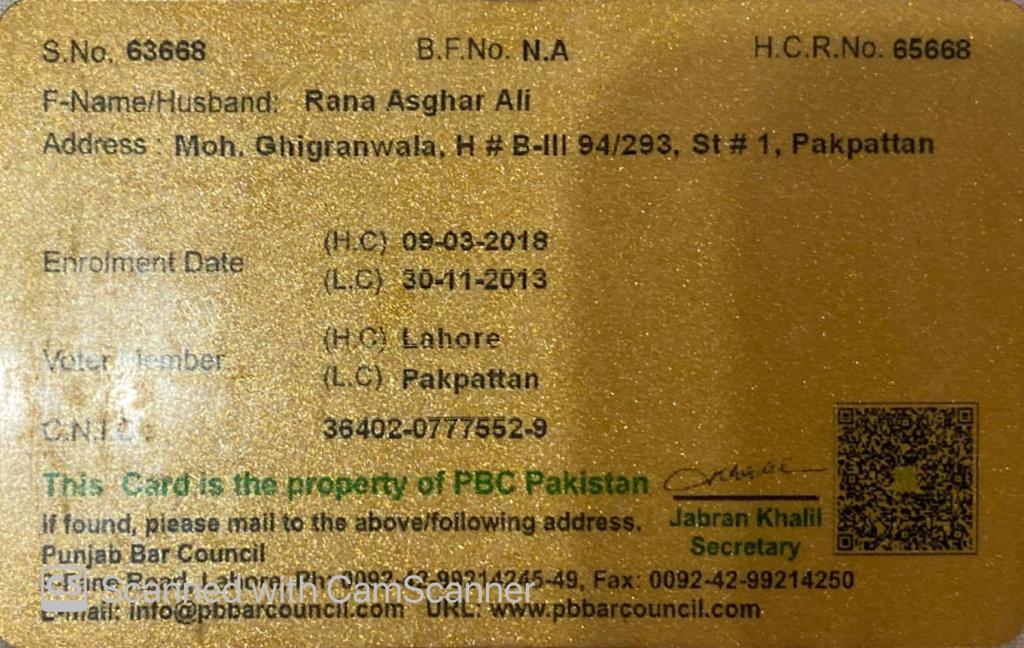 S.No. 63668 B.F.No. N.A H.C.R.No. 65668
F-Name/Husband: Rana Asghar Ali
Address : Moh. Ghigranwala, H # B-III 94/293, St # 1, Pakpattan
(H.C) 09-03-2018
Enrolment Date
(L.C) 30-11-2013
(H.C) Lahore
Voter Member
(L.C) Pakpattan
C.N.I.C : 36402-0777552-9
This Card is the property of PBC Pakistan
If found, please mail to the above/following address.
Jabran Khalil
Secretary
Punjab Bar Council
Road, Lahore, Ph: 0092-42-99214245-49, Fax: 0092-42-99214250
Scanned with CamScanner
E-mail: info@pbbarcouncil.com URL: www.pbbarcouncil.com